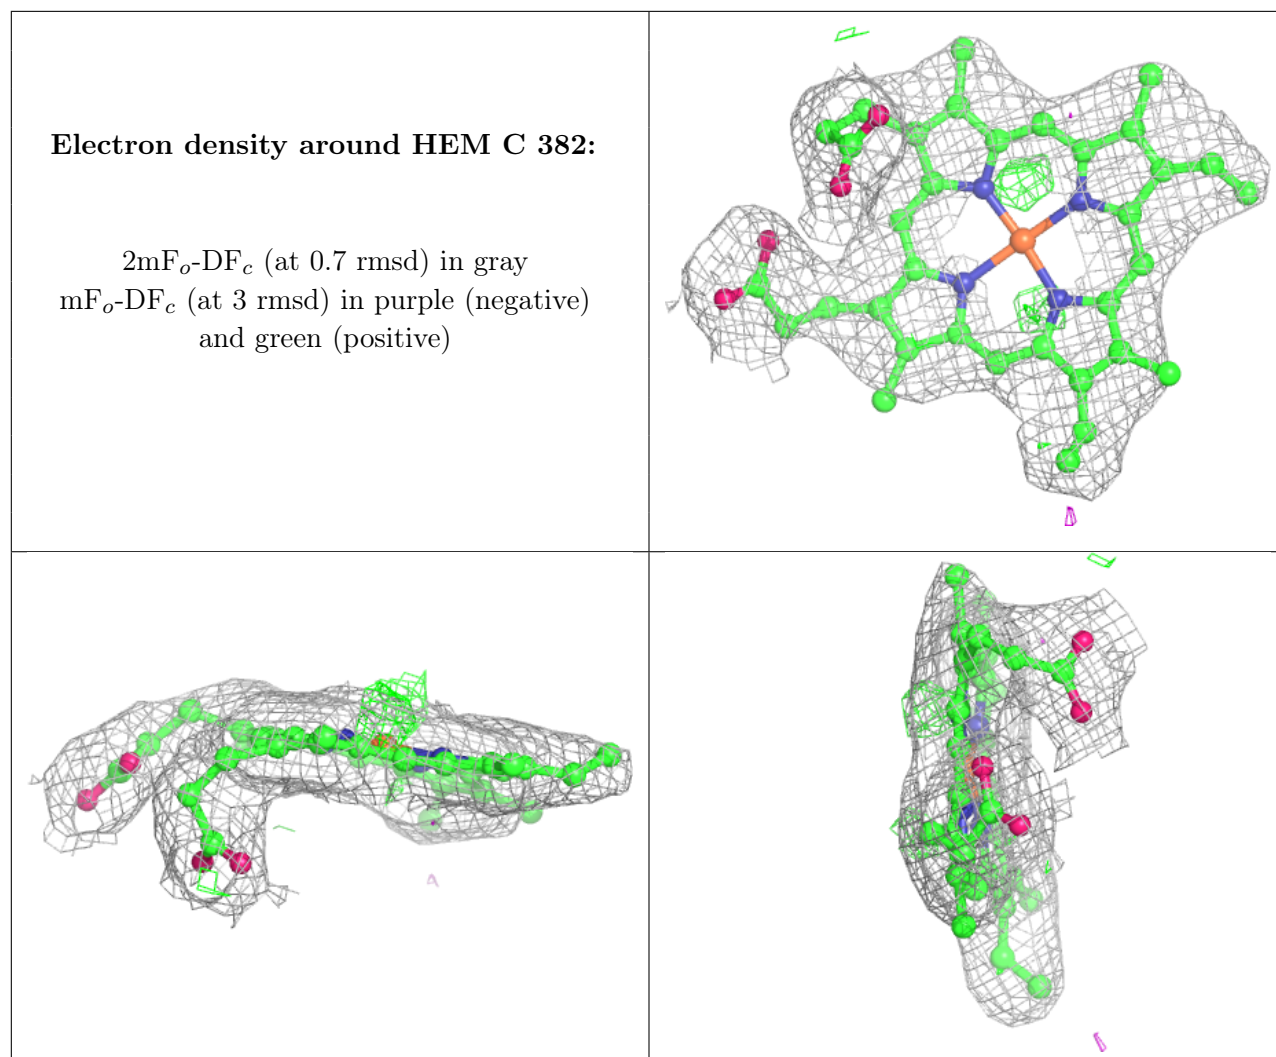 Electron density around HEM C 382:
2mFo-DFc (at 0.7 rmsd) in gray
mFo-DFc (at 3 rmsd) in purple (negative)
and green (positive)